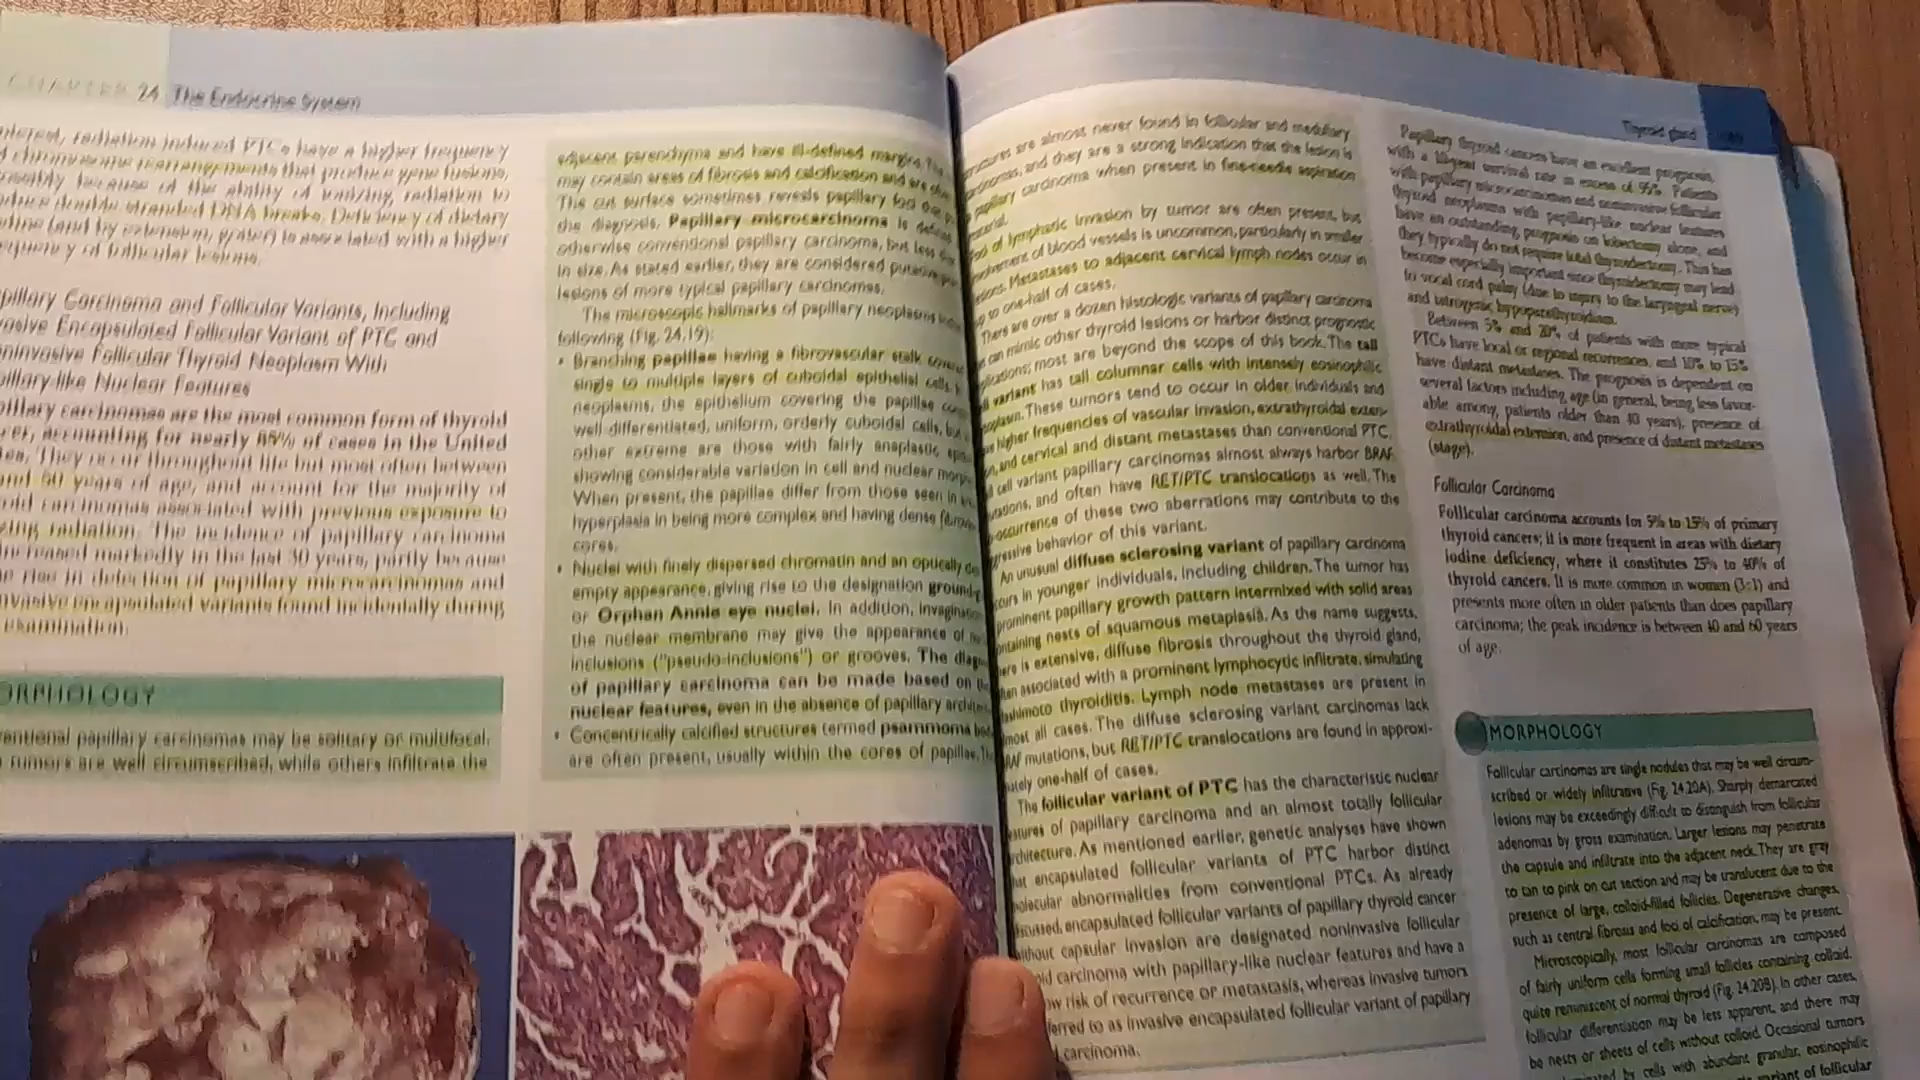 CHAPTER 24 The Endocrine System
radiation induced PTCs have a higher frequency
chromosome rearrangements that produce gene fusions,
because of the ability of ionizing radiation to
double stranded DNA breaks. Deficiency of dietary
(and by extension, goiter) is associated with a higher
of follicular lesions.
Papillary Carcinoma and Follicular Variants, Including
Encapsulated Follicular Variant of PTC and
Follicular Thyroid Neoplasm With
Nuclear Features
carcinomas are the most common form of thyroid
accounting for nearly 85% of cases in the United
They occur throughout life but most often between
and 50 years of age, and account for the majority of
carcinomas associated with previous exposure to
radiation. The incidence of papillary carcinoma
increased markedly in the last 30 years, partly because
rise in detection of papillary microcarcinomas and
encapsulated variants found incidentally during
examination.
MORPHOLOGY
papillary carcinomas may be solitary or multifocal.
tumors are well circumscribed, while others infiltrate the
adjacent parenchyma and have ill-defined margins.
may contain areas of fibrosis and calcification and are
The cut surface sometimes reveals papillary foci
the diagnosis. Papillary microcarcinoma is
otherwise conventional papillary carcinoma, but less
in size. As stated earlier, they are considered
lesions of more typical papillary carcinomas.
The microscopic hallmarks of papillary neoplasms
following (Fig. 24.19):
• Branching papillae having a fibrovascular stalk
single to multiple layers of cuboidal epithelial cells.
neoplasms, the epithelium covering the papillae
well-differentiated, uniform, orderly cuboidal cells,
other extreme are those with fairly anaplastic
showing considerable variation in cell and nuclear
When present, the papillae differ from those seen in
hyperplasia in being more complex and having dense
cores.
• Nuclei with finely dispersed chromatin and an optically
empty appearance, giving rise to the designation
or Orphan Annie eye nuclei. In addition,
the nuclear membrane may give the appearance of
inclusions ("pseudo-inclusions") or grooves. The
of papillary carcinoma can be made based on
nuclear features, even in the absence of papillary
• Concentrically calcified structures termed psammoma
are often present, usually within the cores of papillae.
Thyroid gland
are almost never found in follicular and medullary
and they are a strong indication that the lesion is
papillary carcinoma when present in fine-needle aspiration
of lymphatic invasion by tumor are often present, but
of blood vessels is uncommon, particularly in smaller
Metastases to adjacent cervical lymph nodes occur in
to one-half of cases.
There are over a dozen histologic variants of papillary carcinoma
can mimic other thyroid lesions or harbor distinct prognostic
most are beyond the scope of this book. The tall
variant has tall columnar cells with intensely eosinophilic
These tumors tend to occur in older individuals and
higher frequencies of vascular invasion, extrathyroidal exten-
and cervical and distant metastases than conventional PTC.
cell variant papillary carcinomas almost always harbor BRAF
and often have RET/PTC translocations as well. The
of these two aberrations may contribute to the
behavior of this variant.
An unusual diffuse sclerosing variant of papillary carcinoma
in younger individuals, including children. The tumor has
prominent papillary growth pattern intermixed with solid areas
nests of squamous metaplasia. As the name suggests,
is extensive, diffuse fibrosis throughout the thyroid gland,
associated with a prominent lymphocytic infiltrate, simulating
thyroiditis. Lymph node metastases are present in
all cases. The diffuse sclerosing variant carcinomas lack
mutations, but RET/PTC translocations are found in approxi-
one-half of cases.
The follicular variant of PTC has the characteristic nuclear
of papillary carcinoma and an almost totally follicular
As mentioned earlier, genetic analyses have shown
encapsulated follicular variants of PTC harbor distinct
abnormalities from conventional PTCs. As already
encapsulated follicular variants of papillary thyroid cancer
capsular invasion are designated noninvasive follicular
carcinoma with papillary-like nuclear features and have a
risk of recurrence or metastasis, whereas invasive tumors
to as invasive encapsulated follicular variant of papillary
carcinoma.
Papillary thyroid cancers have an excellent prognosis,
with a 10-year survival rate in excess of 95%. Patients
with papillary microcarcinomas and noninvasive follicular
thyroid neoplasms with papillary-like nuclear features
have an outstanding prognosis on lobectomy alone, and
they typically do not require total thyroidectomy. This has
become especially important since thyroidectomy may lead
to vocal cord palsy (due to injury to the laryngeal nerve)
and iatrogenic hypoparathyroidism.
Between 5% and 20% of patients with more typical
PTCs have local or regional recurrences, and 10% to 15%
have distant metastases. The prognosis is dependent on
several factors including age (in general, being less favor-
able among patients older than 40 years), presence of
extrathyroidal extension, and presence of distant metastases
(stage).
Follicular Carcinoma
Follicular carcinoma accounts for 5% to 15% of primary
thyroid cancers; it is more frequent in areas with dietary
iodine deficiency, where it constitutes 25% to 40% of
thyroid cancers. It is more common in women (3:1) and
presents more often in older patients than does papillary
carcinoma; the peak incidence is between 40 and 60 years
of age.
MORPHOLOGY
Follicular carcinomas are single nodules that may be well circum-
scribed or widely infiltrative (Fig. 24.20A). Sharply demarcated
lesions may be exceedingly difficult to distinguish from follicular
adenomas by gross examination. Larger lesions may penetrate
the capsule and infiltrate into the adjacent neck. They are gray
to tan to pink on cut section and may be translucent due to the
presence of large, colloid-filled follicles. Degenerative changes,
such as central fibrosis and foci of calcification, may be present.
Microscopically, most follicular carcinomas are composed
of fairly uniform cells forming small follicles containing colloid,
quite reminiscent of normal thyroid (Fig. 24.20B). In other cases,
follicular differentiation may be less apparent, and there may
be nests or sheets of cells without colloid. Occasional tumors
by cells with abundant granular, eosinophilic
variant of follicular